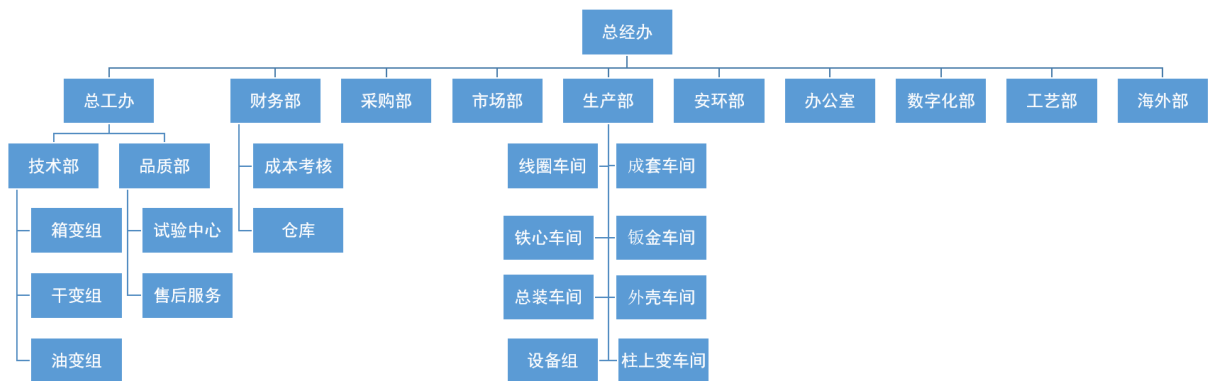 总经办
总工办
财务部
采购部
市场部
生产部
安环部
办公室
数字化部
工艺部
海外部
技术部
品质部
成本考核
线圈车间
成套车间
箱变组
试验中心
仓库
铁心车间
钣金车间
干变组
售后服务
总装车间
外壳车间
油变组
设备组
柱上变车间